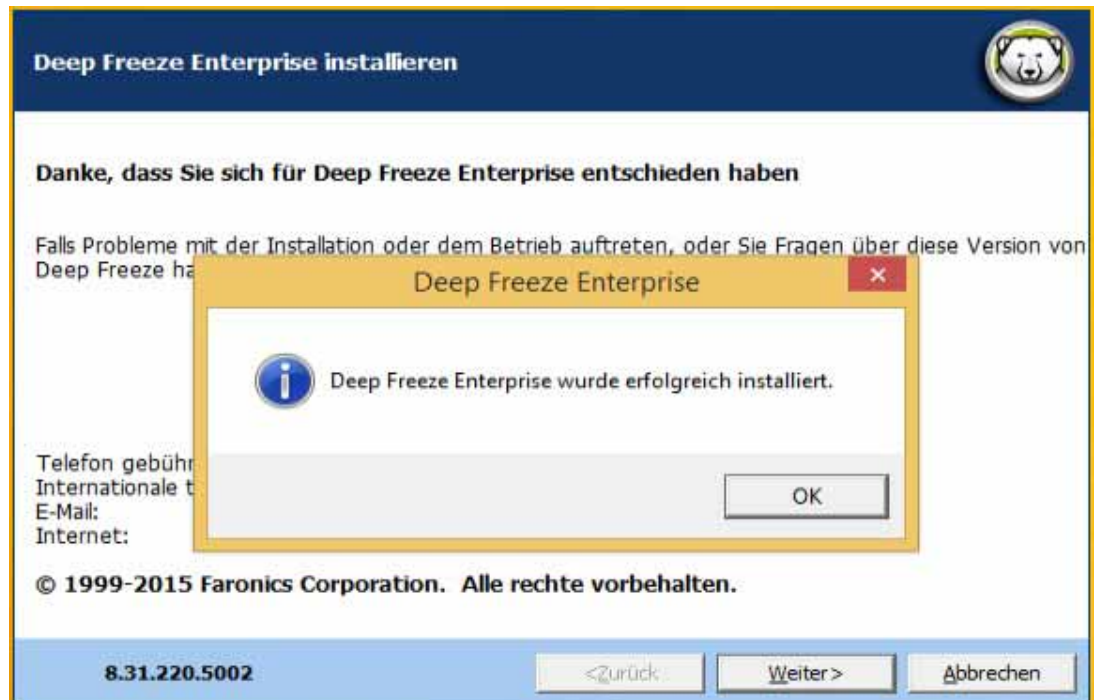 Deep Freeze Enterprise installieren
Danke, dass Sie sich für Deep Freeze Enterprise entschieden haben
Falls Probleme mit der Installation oder dem Betrieb auftreten, oder Sie Fragen über diese Version von
Deep Freeze
Deep Freeze Enterprise
Deep Freeze Enterprise wurde erfolgreich installiert.
OK
Telefon
Internationale
E-Mail:
Internet:
© 1999-2015 Faronics Corporation. Alle rechte vorbehalten.
8.31.220.5002
<Zurück
Weiter>
Abbrechen